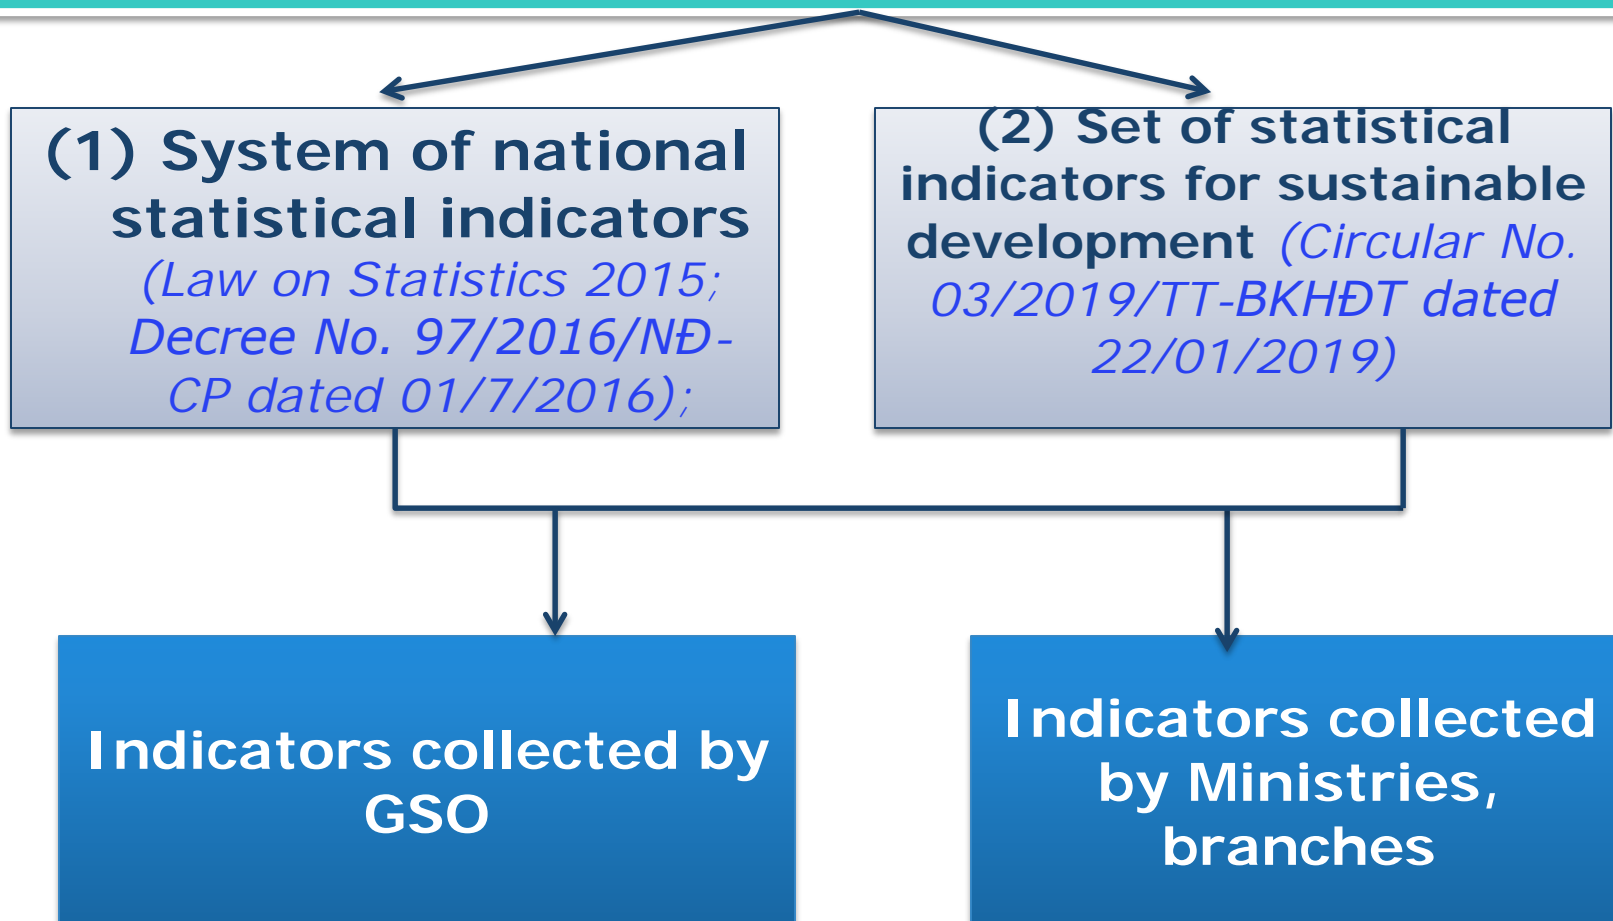 (1) System of national
statistical indicators
(Law on Statistics 2015;
Decree No. 97/2016/NĐ-
CP dated 01/7/2016);
(2) Set of statistical
indicators for sustainable
development (Circular No.
03/2019/TT-BKHĐT dated
22/01/2019)
Indicators collected by
GSO
Indicators collected
by Ministries,
branches